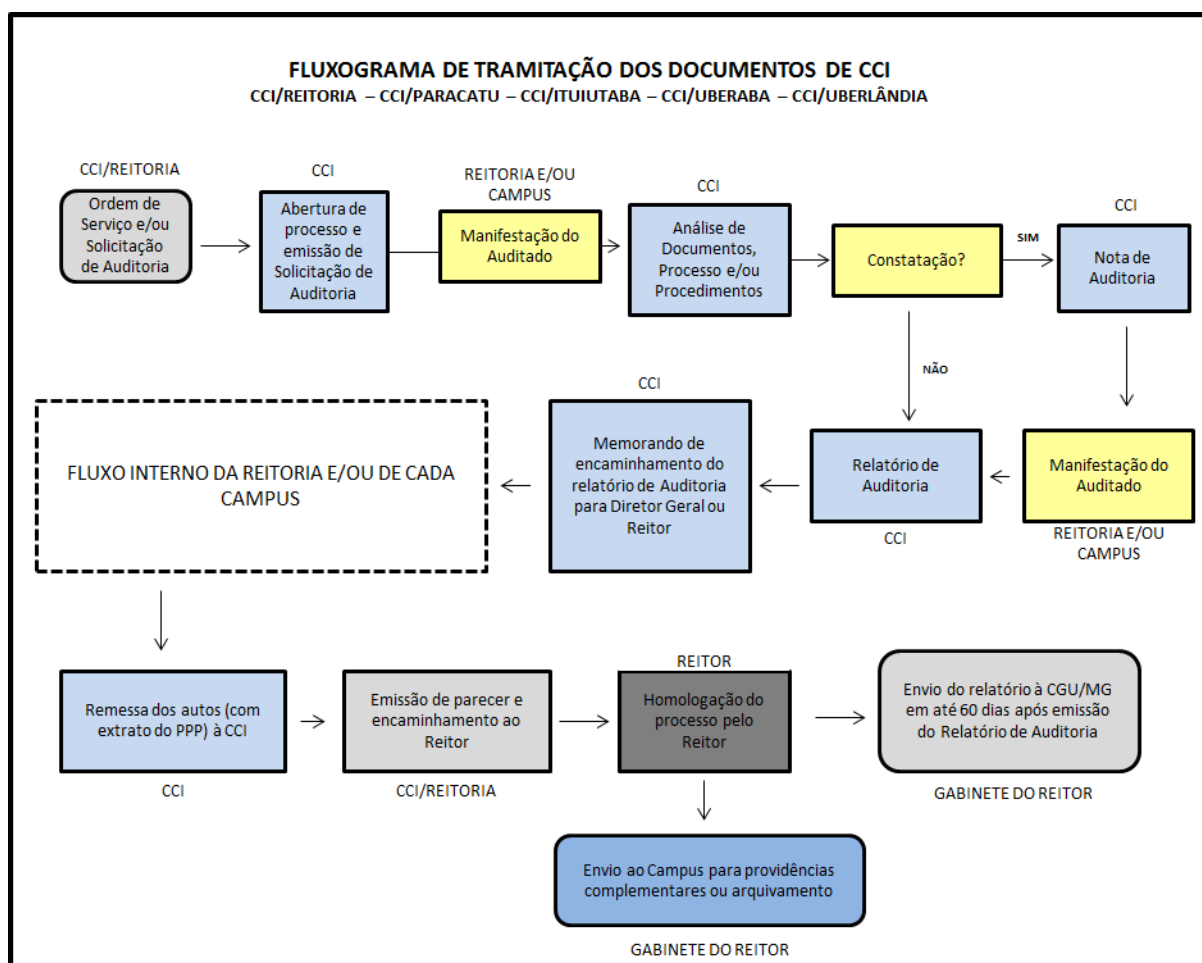 FLUXOGRAMA DE TRAMITAÇÃO DOS DOCUMENTOS DE CCI
CCI/REITORIA – CCI/PARACATU – CCI/ITUIUTABA – CCI/UBERABA – CCI/UBERLÂNDIA
CCI/REITORIA
Ordem de
Serviço e/ou
Solicitação
de Auditoria
CCI
Abertura de
processo e
emissão de
Solicitação de
Auditoria
REITORIA E/OU
CAMPUS
Manifestação do
Auditado
CCI
Análise de
Documentos,
Processo e/ou
Procedimentos
Constatação?
SIM
CCI
Nota de
Auditoria
NÃO
Manifestação do
Auditado
REITORIA E/OU
CAMPUS
Relatório de
Auditoria
CCI
CCI
Memorando de
encaminhamento do
relatório de Auditoria
para Diretor Geral ou
Reitor
FLUXO INTERNO DA REITORIA E/OU DE CADA
CAMPUS
Remessa dos autos (com
extrato do PPP) à CCI
CCI
Emissão de parecer e
encaminhamento ao
Reitor
CCI/REITORIA
REITOR
Homologação do
processo pelo
Reitor
Envio do relatório à CGU/MG
em até 60 dias após emissão
do Relatório de Auditoria
GABINETE DO REITOR
Envio ao Campus para providências
complementares ou arquivamento
GABINETE DO REITOR